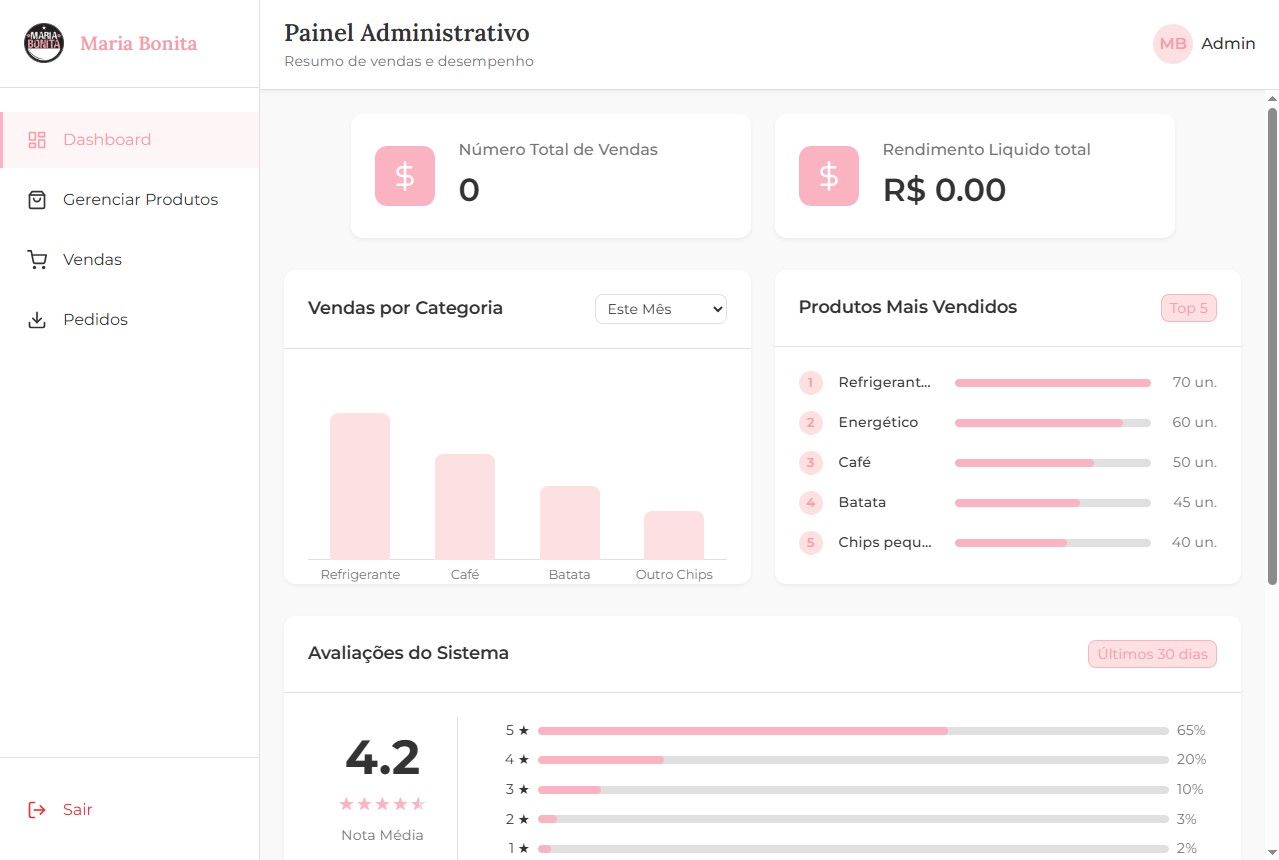 MARIA
BONITA
Maria Bonita
Dashboard
Gerenciar Produtos
Vendas
Pedidos
Sair
Painel Administrativo
Resumo de vendas e desempenho
MB Admin
Número Total de Vendas
0
Rendimento Liquido total
R$ 0.00
Vendas por Categoria
Este Mês
Refrigerante Café Batata Outro Chips
Produtos Mais Vendidos
Top 5
1 Refrigerant... 70 un.
2 Energético 60 un.
3 Café 50 un.
4 Batata 45 un.
5 Chips pequ... 40 un.
Avaliações do Sistema
Últimos 30 dias
4.2
★★★★★
Nota Média
5 ★ 65%
4 ★ 20%
3 ★ 10%
2 ★ 3%
1 ★ 2%